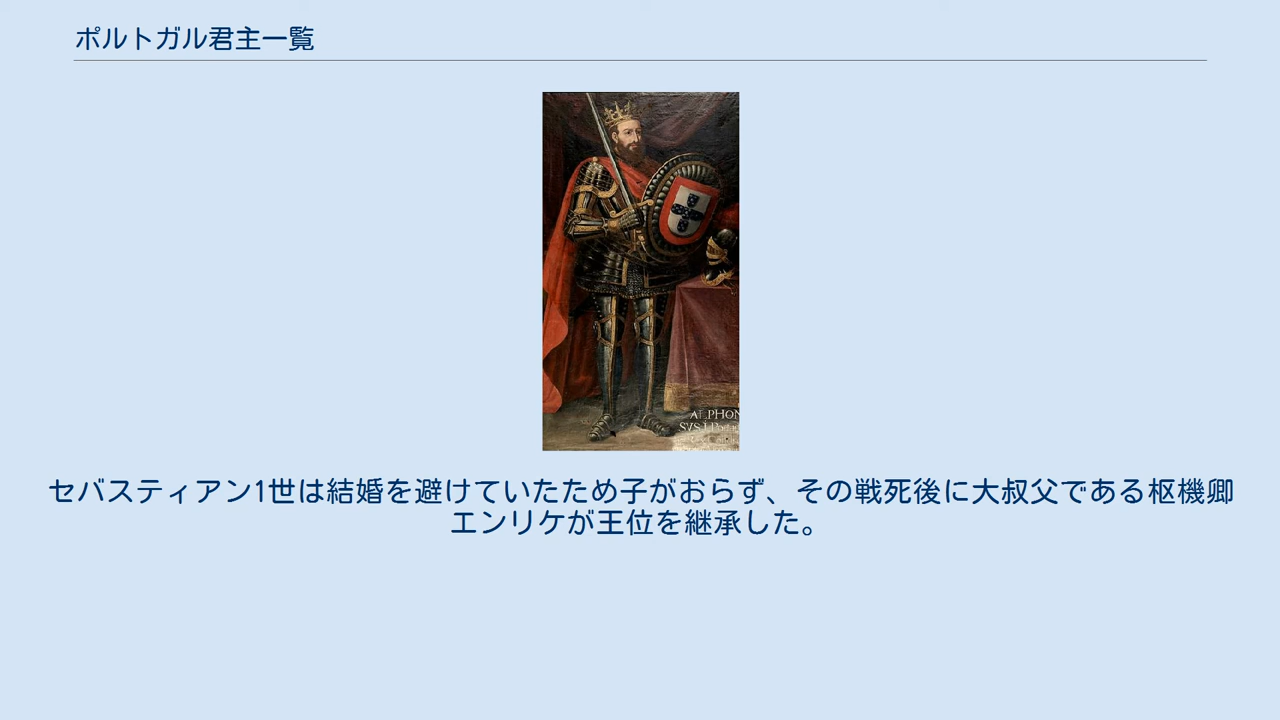 ポルトガル君主一覧
ALPHON
SVS I
セバスティアン1世は結婚を避けていたため子がおらず、その戦死後に大叔父である枢機卿
エンリケが王位を継承した。